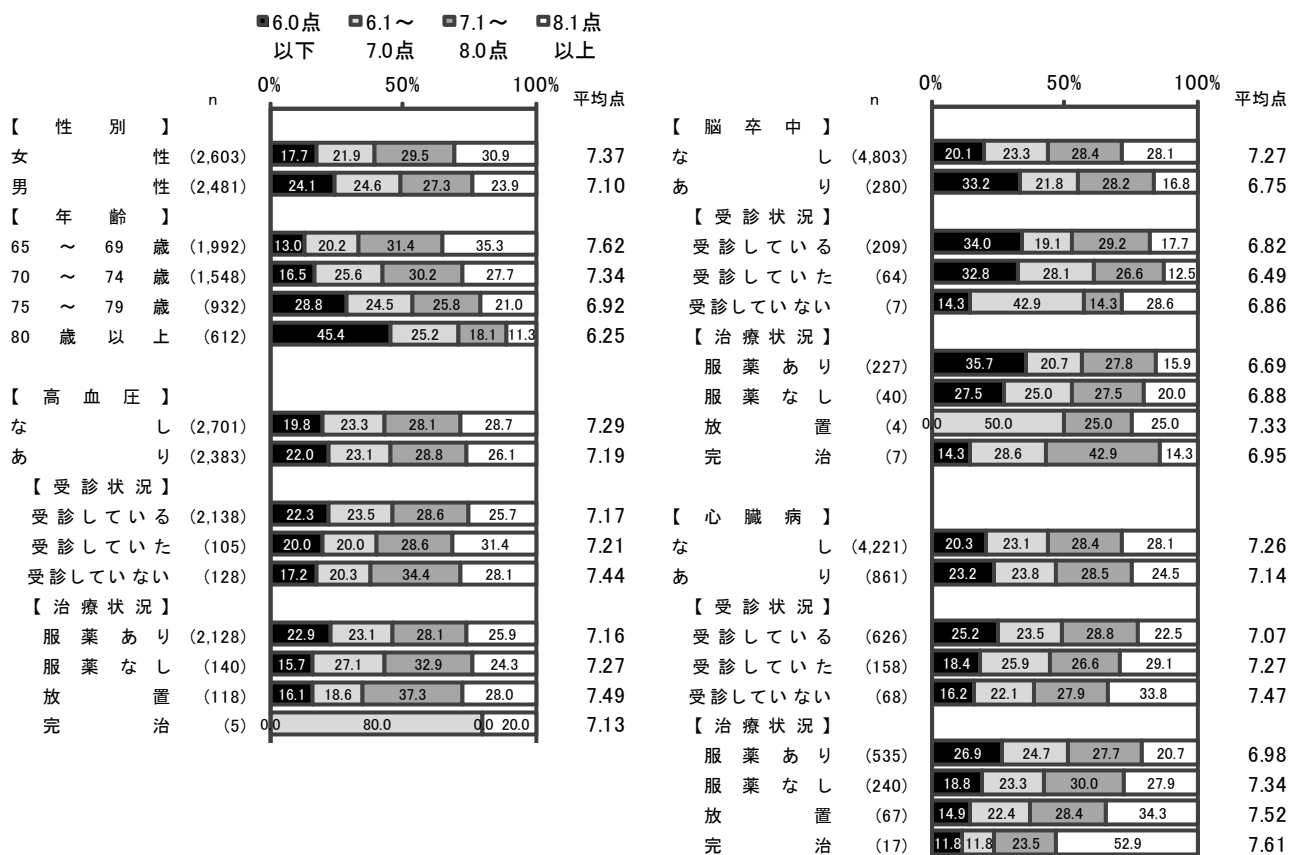 6.0点以下 6.1～7.0点 7.1～8.0点 8.1点以上
0% 50% 100%
n 平均点
【性別】
女性 (2,603) 17.7 21.9 29.5 30.9 7.37
男性 (2,481) 24.1 24.6 27.3 23.9 7.10
【年齢】
65～69歳 (1,992) 13.0 20.2 31.4 35.3 7.62
70～74歳 (1,548) 16.5 25.6 30.2 27.7 7.34
75～79歳 (932) 28.8 24.5 25.8 21.0 6.92
80歳以上 (612) 45.4 25.2 18.1 11.3 6.25
【高血圧】
なし (2,701) 19.8 23.3 28.1 28.7 7.29
あり (2,383) 22.0 23.1 28.8 26.1 7.19
【受診状況】
受診している (2,138) 22.3 23.5 28.6 25.7 7.17
受診していた (105) 20.0 20.0 28.6 31.4 7.21
受診していない (128) 17.2 20.3 34.4 28.1 7.44
【治療状況】
服薬あり (2,128) 22.9 23.1 28.1 25.9 7.16
服薬なし (140) 15.7 27.1 32.9 24.3 7.27
放置 (118) 16.1 18.6 37.3 28.0 7.49
完治 (5) 0.0 80.0 0.0 20.0 7.13
0% 50% 100%
n 平均点
【脳卒中】
なし (4,803) 20.1 23.3 28.4 28.1 7.27
あり (280) 33.2 21.8 28.2 16.8 6.75
【受診状況】
受診している (209) 34.0 19.1 29.2 17.7 6.82
受診していた (64) 32.8 28.1 26.6 12.5 6.49
受診していない (7) 14.3 42.9 14.3 28.6 6.86
【治療状況】
服薬あり (227) 35.7 20.7 27.8 15.9 6.69
服薬なし (40) 27.5 25.0 27.5 20.0 6.88
放置 (4) 0.0 50.0 25.0 25.0 7.33
完治 (7) 14.3 28.6 42.9 14.3 6.95
【心臓病】
なし (4,221) 20.3 23.1 28.4 28.1 7.26
あり (861) 23.2 23.8 28.5 24.5 7.14
【受診状況】
受診している (626) 25.2 23.5 28.8 22.5 7.07
受診していた (158) 18.4 25.9 26.6 29.1 7.27
受診していない (68) 16.2 22.1 27.9 33.8 7.47
【治療状況】
服薬あり (535) 26.9 24.7 27.7 20.7 6.98
服薬なし (240) 18.8 23.3 30.0 27.9 7.34
放置 (67) 14.9 22.4 28.4 34.3 7.52
完治 (17) 11.8 11.8 23.5 52.9 7.61